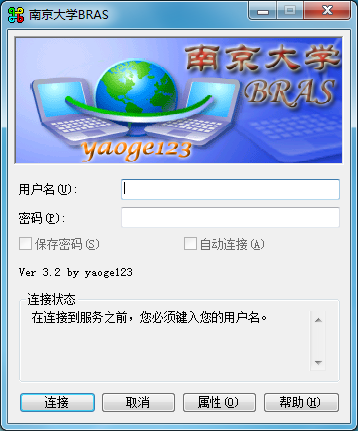 南京大学BRAS
南京大学
BRAS
yaoge123
用户名(U):
密码(P):
保存密码(S)
自动连接(A)
Ver 3.2 by yaoge123
连接状态
在连接到服务之前，您必须键入您的用户名。
连接
取消
属性(O)
帮助(H)